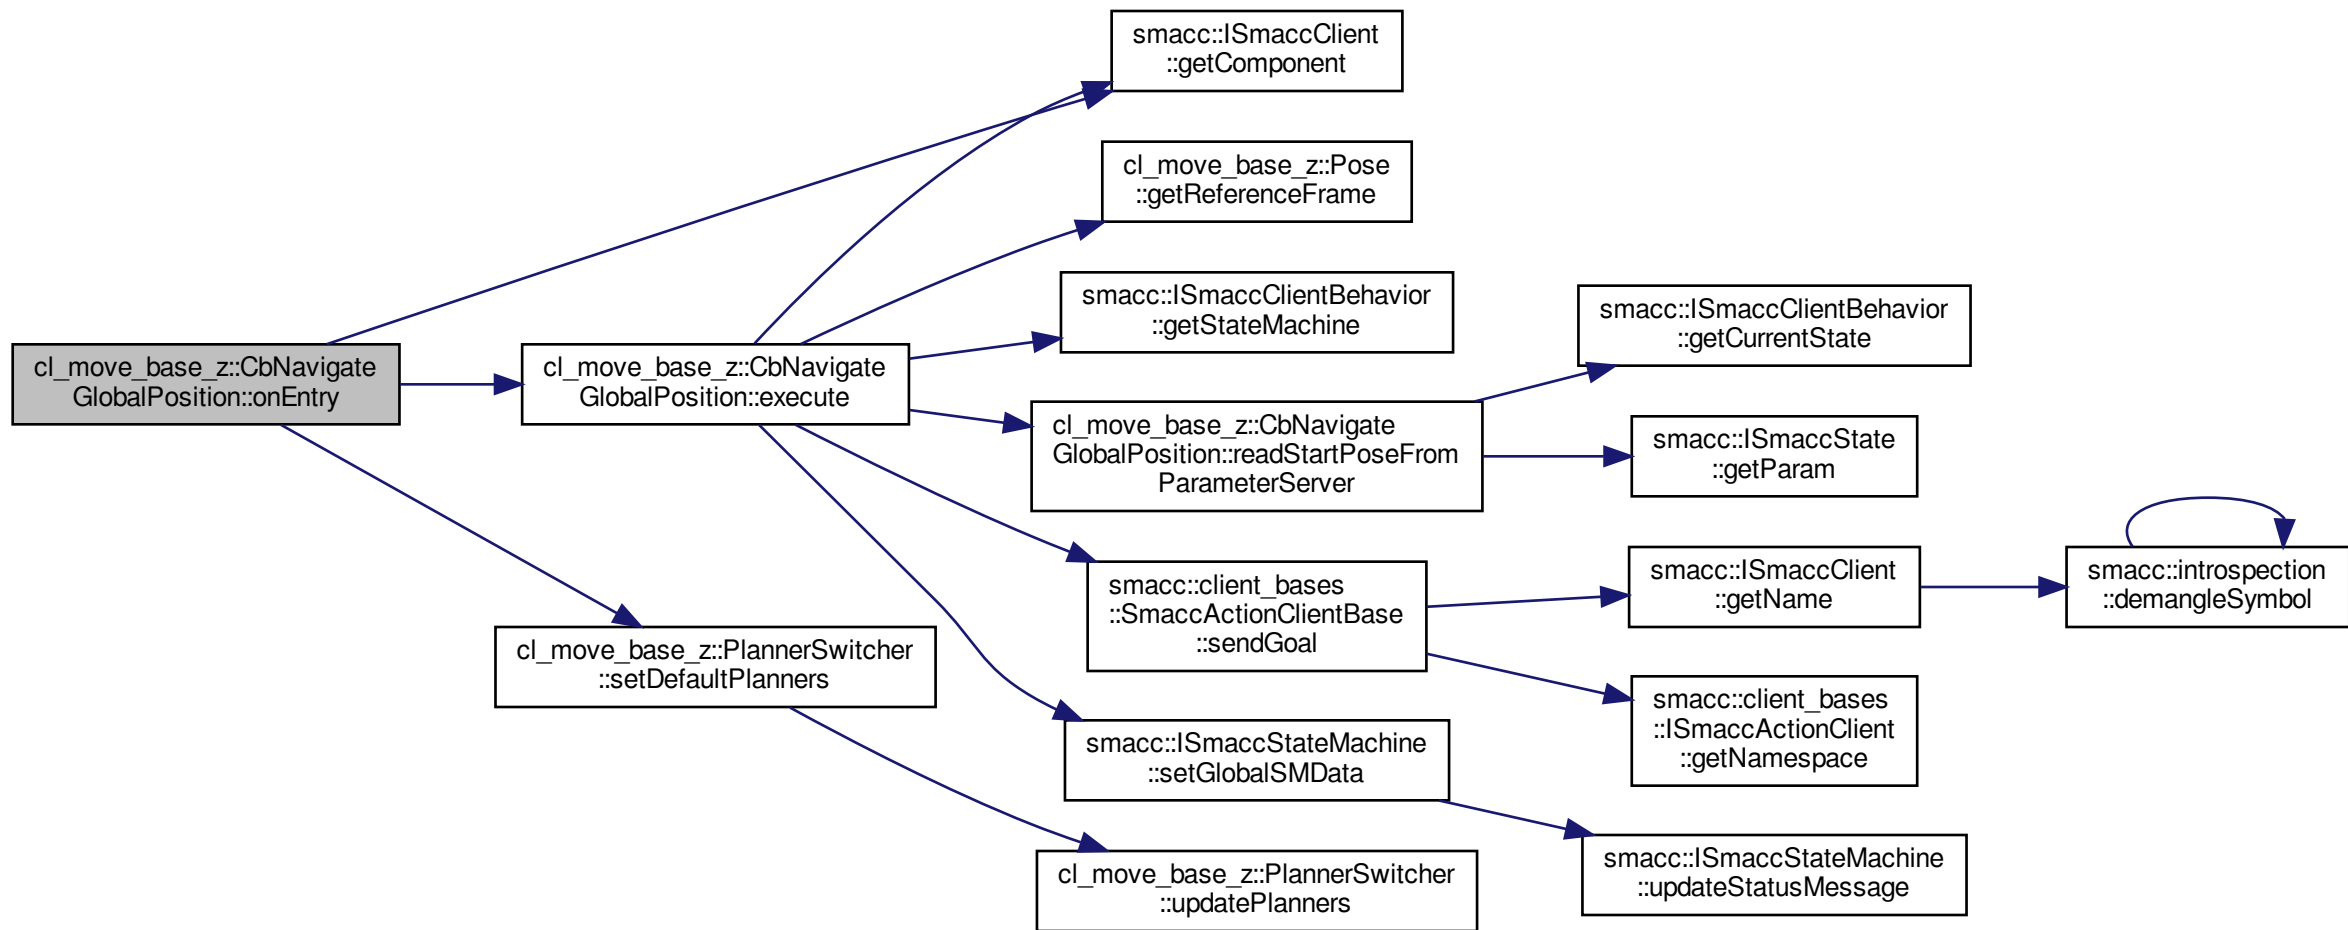 smacc::ISmaccClient
::getComponent
cl_move_base_z::Pose
::getReferenceFrame
smacc::ISmaccClientBehavior
::getStateMachine
smacc::ISmaccClientBehavior
::getCurrentState
cl_move_base_z::CbNavigate
GlobalPosition::onEntry
cl_move_base_z::CbNavigate
GlobalPosition::execute
cl_move_base_z::CbNavigate
GlobalPosition::readStartPoseFrom
ParameterServer
smacc::ISmaccState
::getParam
smacc::client_bases
::SmaccActionClientBase
::sendGoal
smacc::ISmaccClient
::getName
smacc::introspection
::demangleSymbol
cl_move_base_z::PlannerSwitcher
::setDefaultPlanners
smacc::client_bases
::ISmaccActionClient
::getNamespace
smacc::ISmaccStateMachine
::setGlobalSMData
smacc::ISmaccStateMachine
::updateStatusMessage
cl_move_base_z::PlannerSwitcher
::updatePlanners